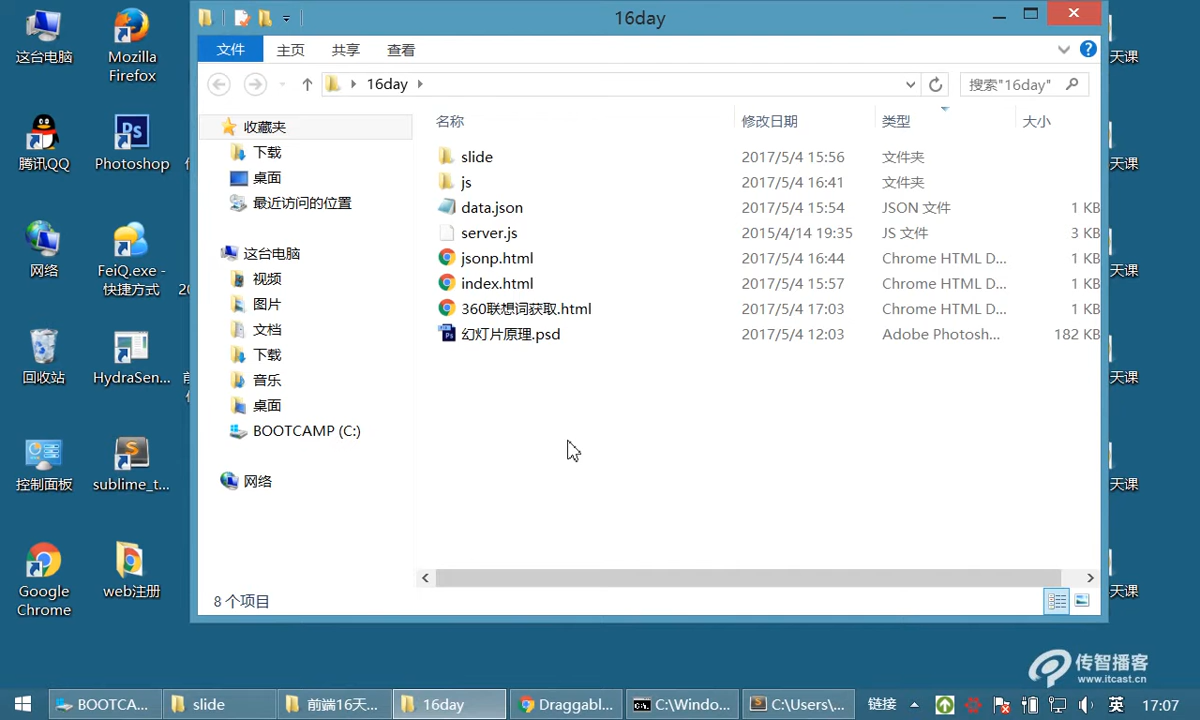 16day
文件 主页 共享 查看
16day
搜索"16day"
名称 修改日期 类型 大小
slide 2017/5/4 15:56 文件夹
js 2017/5/4 16:41 文件夹
data.json 2017/5/4 15:54 JSON 文件 1 KB
server.js 2015/4/14 19:35 JS 文件 3 KB
jsonp.html 2017/5/4 16:44 Chrome HTML D... 1 KB
index.html 2017/5/4 15:57 Chrome HTML D... 1 KB
360联想词获取.html 2017/5/4 17:03 Chrome HTML D... 1 KB
幻灯片原理.psd 2017/5/4 12:03 Adobe Photosh... 182 KB
收藏夹
下载
桌面
最近访问的位置
这台电脑
视频
图片
文档
下载
音乐
桌面
BOOTCAMP (C:)
网络
8 个项目
这台电脑
Mozilla
Firefox
腾讯QQ
Photoshop
网络
FeiQ.exe -
快捷方式
回收站
HydraSen...
控制面板
sublime_t...
Google
Chrome
web注册
天课
天课
天课
天课
天课
天课
传智播客
www.itcast.cn
BOOTCA... slide 前端16天... 16day Draggabl... C:\Windo... C:\Users\... 链接 英 17:07